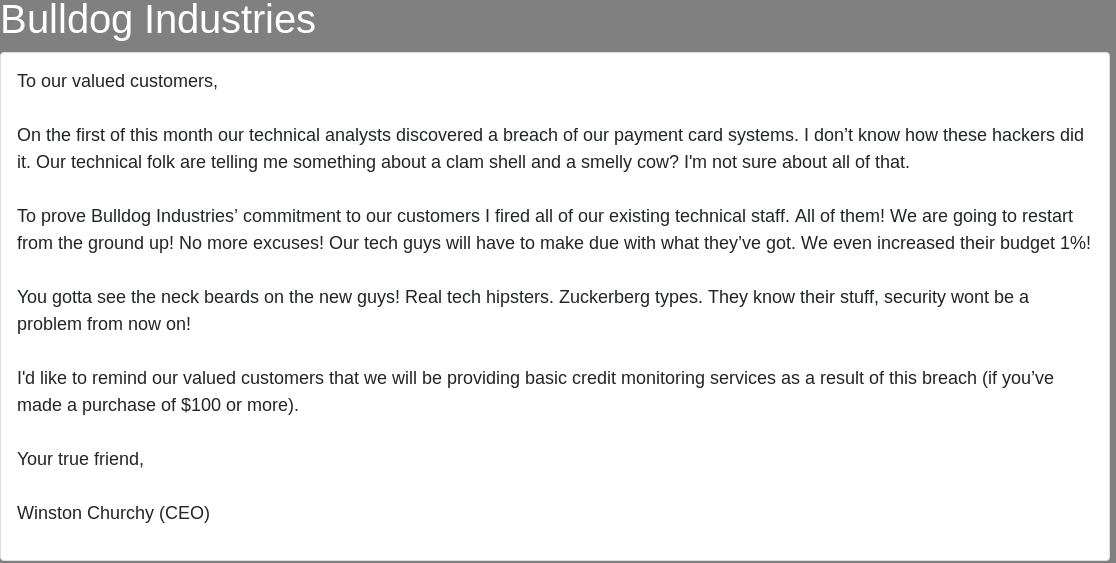 Bulldog Industries
To our valued customers,
On the first of this month our technical analysts discovered a breach of our payment card systems. I don’t know how these hackers did
it. Our technical folk are telling me something about a clam shell and a smelly cow? I'm not sure about all of that.
To prove Bulldog Industries’ commitment to our customers I fired all of our existing technical staff. All of them! We are going to restart
from the ground up! No more excuses! Our tech guys will have to make due with what they’ve got. We even increased their budget 1%!
You gotta see the neck beards on the new guys! Real tech hipsters. Zuckerberg types. They know their stuff, security wont be a
problem from now on!
I'd like to remind our valued customers that we will be providing basic credit monitoring services as a result of this breach (if you’ve
made a purchase of $100 or more).
Your true friend,
Winston Churchy (CEO)